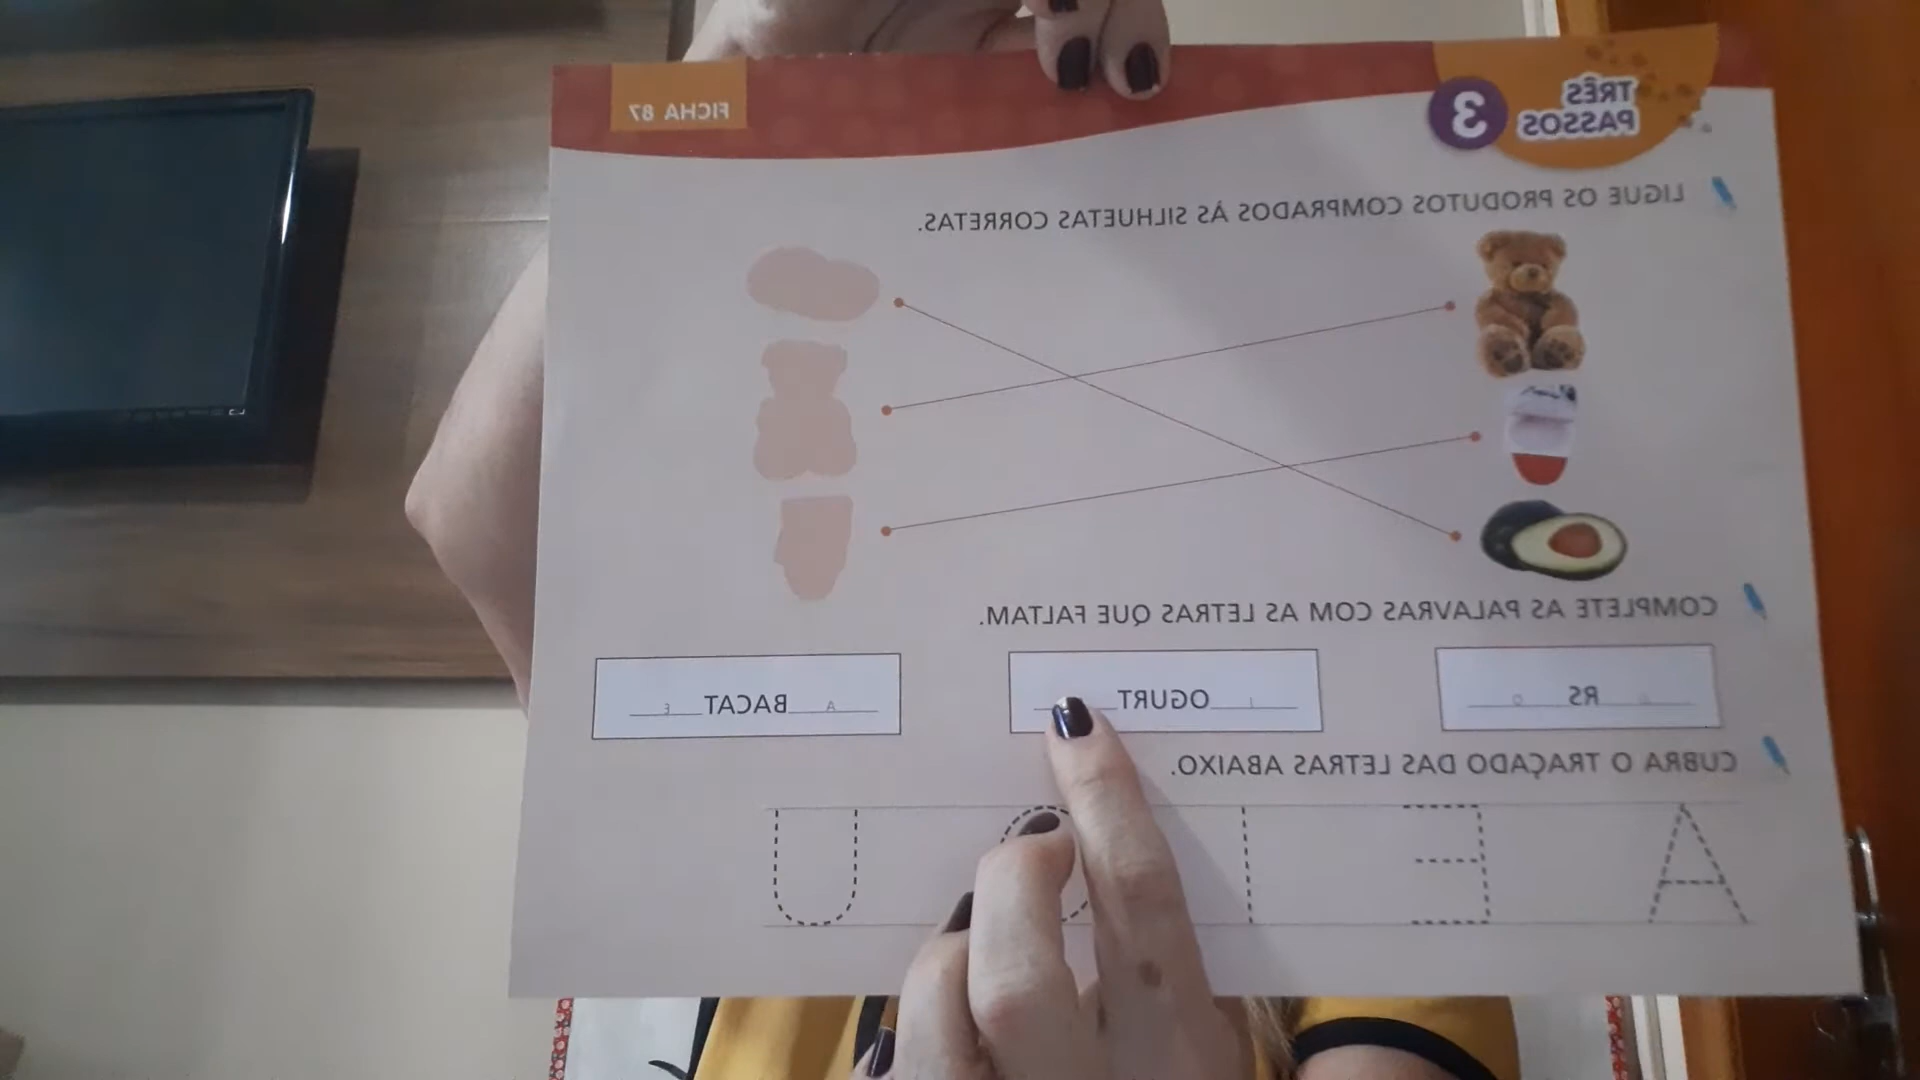 TRÊS
PASSOS
3
FICHA 87
LIGUE OS PRODUTOS COMPRADOS ÀS SILHUETAS CORRETAS.
COMPLETE AS PALAVRAS COM AS LETRAS QUE FALTAM.
U RS O
I OGURT
A BACAT E
CUBRA O TRAÇADO DAS LETRAS ABAIXO.
A E I O U